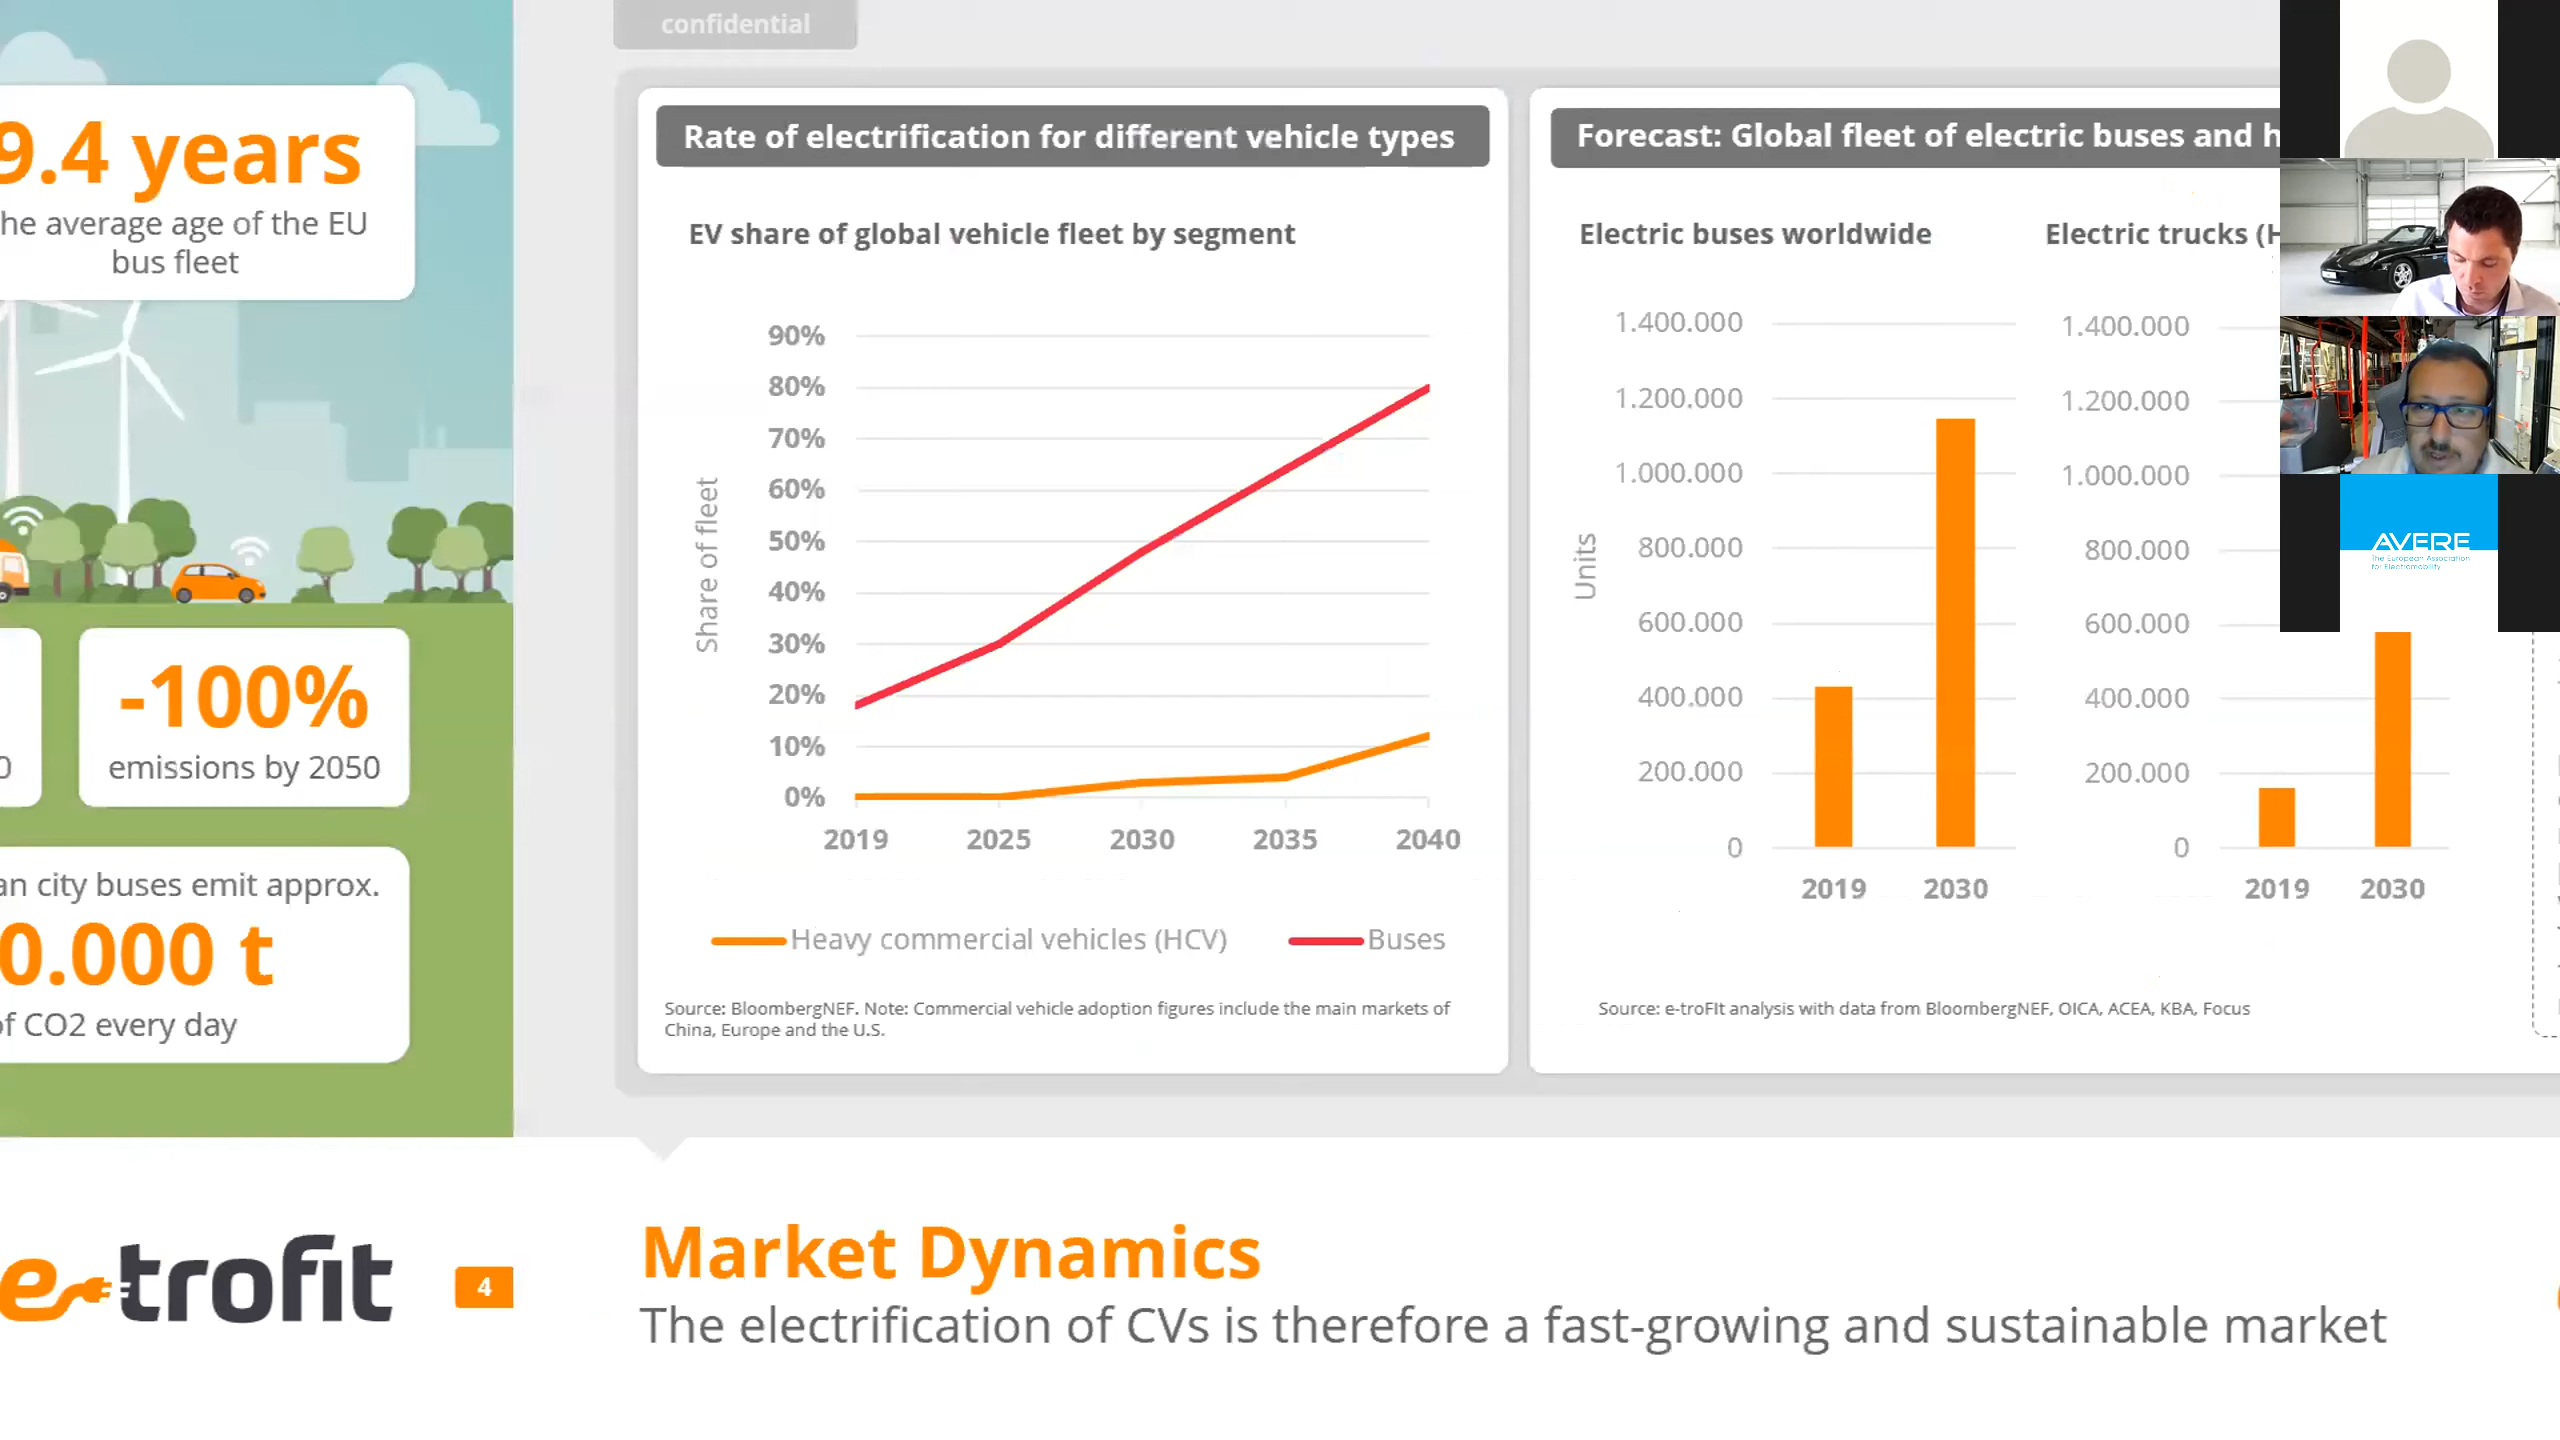 confidential
9.4 years
he average age of the EU
bus fleet
-100%
emissions by 2050
0
an city buses emit approx.
0.000 t
of CO2 every day
Rate of electrification for different vehicle types
EV share of global vehicle fleet by segment
Share of fleet
90%
80%
70%
60%
50%
40%
30%
20%
10%
0%
2019 2025 2030 2035 2040
Heavy commercial vehicles (HCV) Buses
Source: BloombergNEF. Note: Commercial vehicle adoption figures include the main markets of
China, Europe and the U.S.
Forecast: Global fleet of electric buses and h
Electric buses worldwide
Units
1.400.000
1.200.000
1.000.000
800.000
600.000
400.000
200.000
0
2019 2030
Electric trucks (H
1.400.000
1.200.000
1.000.000
800.000
600.000
400.000
200.000
0
2019 2030
Source: e-troFIt analysis with data from BloombergNEF, OICA, ACEA, KBA, Focus
AVERE
The European Association
for Electromobility
e-trofit
4
Market Dynamics
The electrification of CVs is therefore a fast-growing and sustainable market